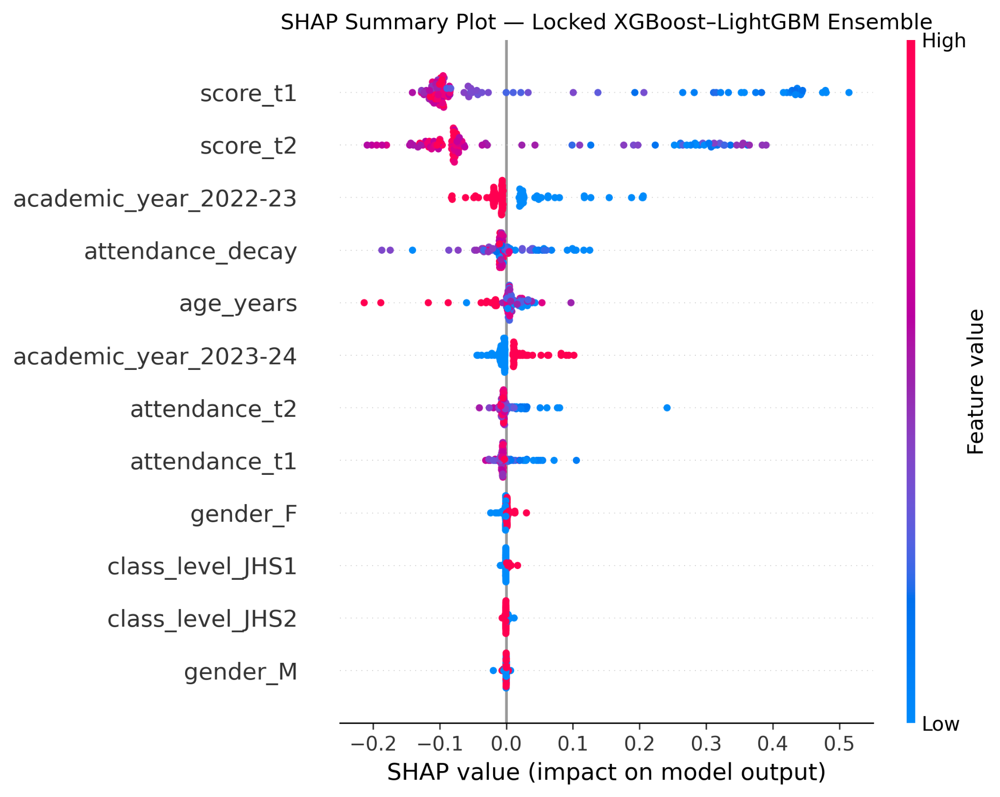 SHAP Summary Plot — Locked XGBoost–LightGBM Ensemble
High
score_t1
score_t2
academic_year_2022-23
attendance_decay
age_years
academic_year_2023-24
attendance_t2
attendance_t1
gender_F
class_level_JHS1
class_level_JHS2
gender_M
Feature value
Low
−0.2 −0.1 0.0 0.1 0.2 0.3 0.4 0.5
SHAP value (impact on model output)